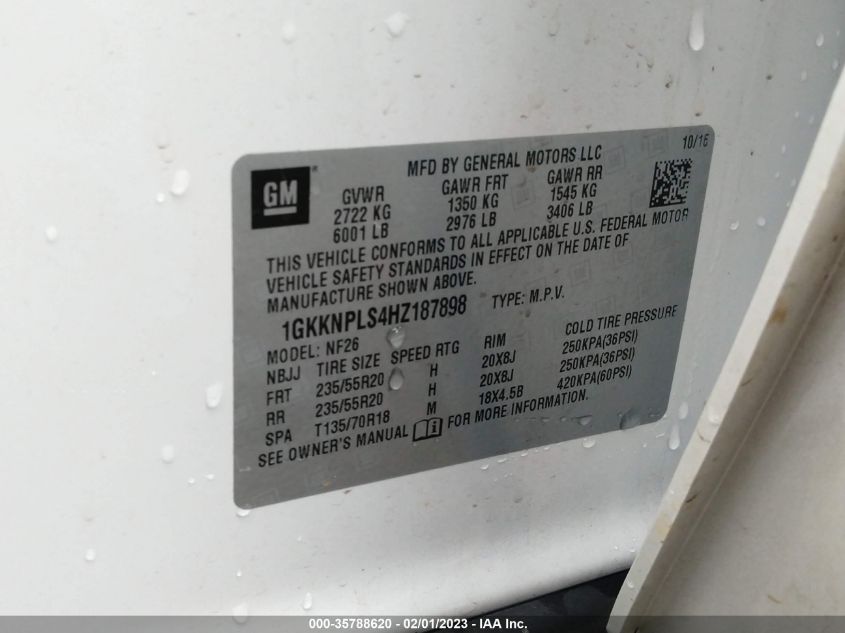 10/16
MFD BY GENERAL MOTORS LLC
GM
GVWR GAWR FRT GAWR RR
2722 KG 1350 KG 1545 KG
6001 LB 2976 LB 3406 LB
THIS VEHICLE CONFORMS TO ALL APPLICABLE U.S. FEDERAL MOTOR
VEHICLE SAFETY STANDARDS IN EFFECT ON THE DATE OF
MANUFACTURE SHOWN ABOVE.
1GKKNPLS4HZ187898 TYPE: M.P.V.
MODEL: NF26
NBJJ TIRE SIZE SPEED RTG RIM COLD TIRE PRESSURE
FRT 235/55R20 H 20X8J 250KPA(36PSI)
RR 235/55R20 H 20X8J 250KPA(36PSI)
SPA T135/70R18 M 18X4.5B 420KPA(60PSI)
SEE OWNER'S MANUAL FOR MORE INFORMATION.
000-35788620 - 02/01/2023 - IAA Inc.